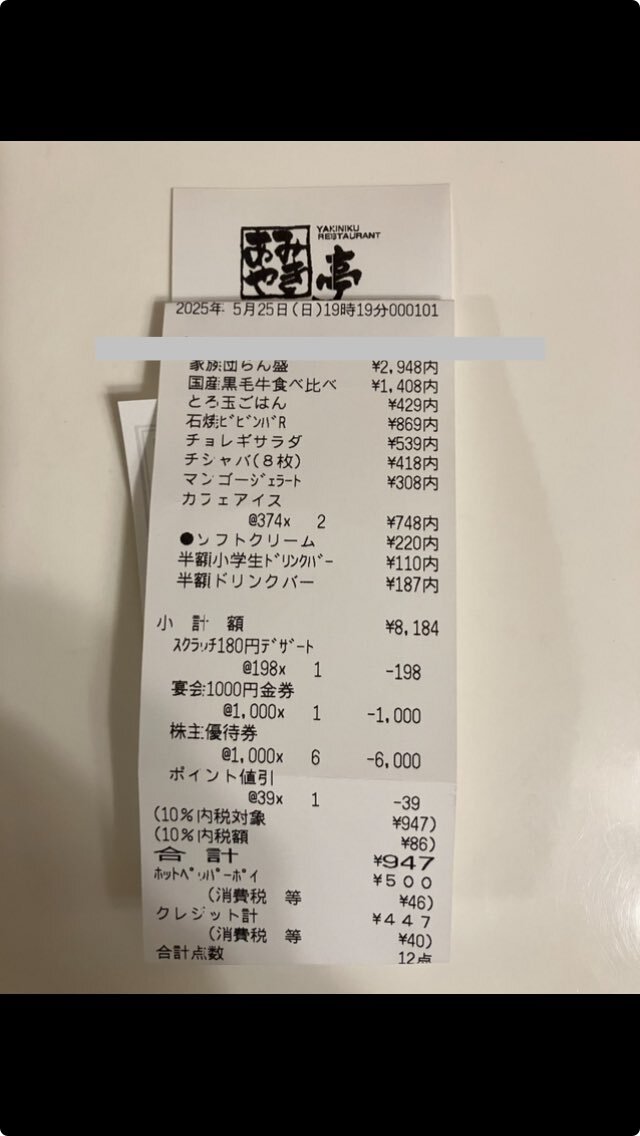 YAKINIKU
RESTAURANT
あみやき亭
2025年 5月25日(日)19時19分000101
家族団らん盛 ¥2,948内
国産黒毛牛食べ比べ ¥1,408内
とろ玉ごはん ¥429内
石焼ﾋﾞﾋﾞﾝﾊﾞR ¥869内
チョレギサラダ ¥539内
チシャバ(8枚) ¥418内
マンゴージｪﾗｰﾄ ¥308内
カフェアイス
@374x 2 ¥748内
●ソフトクリーム ¥220内
半額小学生ﾄﾞﾘﾝｸﾊﾞｰ ¥110内
半額ドリンクバー ¥187内
小 計 額 ¥8,184
ｽｸﾗｯﾁ180円ﾃﾞｻﾞｰﾄ
@198x 1 -198
宴会1000円金券
@1,000x 1 -1,000
株主優待券
@1,000x 6 -6,000
ポイント値引
@39x 1 -39
(10%内税対象 ¥947)
(10%内税額 ¥86)
合 計 ¥947
ﾎｯﾄﾍﾟｯﾊﾟｰﾎﾟｲ ¥500
(消費税 等 ¥46)
クレジット計 ¥447
(消費税 等 ¥40)
合計点数 12点